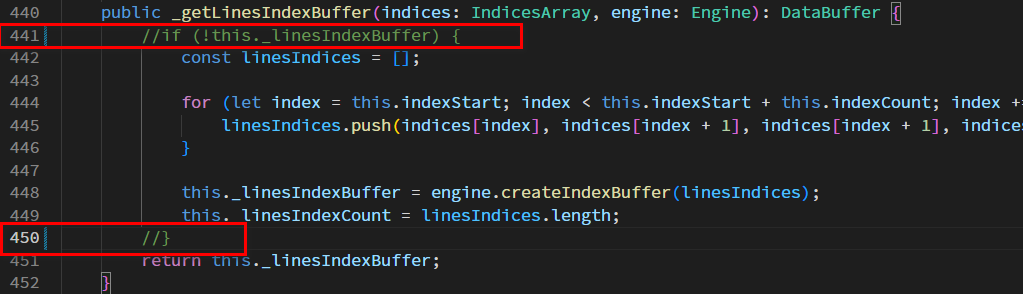 440 public _getLinesIndexBuffer(indices: IndicesArray, engine: Engine): DataBuffer {
441 //if (!this._linesIndexBuffer) {
442 const linesIndices = [];
443
444 for (let index = this.indexStart; index < this.indexStart + this.indexCount; index +
445 linesIndices.push(indices[index], indices[index + 1], indices[index + 1], indices
446 }
447
448 this._linesIndexBuffer = engine.createIndexBuffer(linesIndices);
449 this._linesIndexCount = linesIndices.length;
450 //}
451 return this._linesIndexBuffer;
452 }